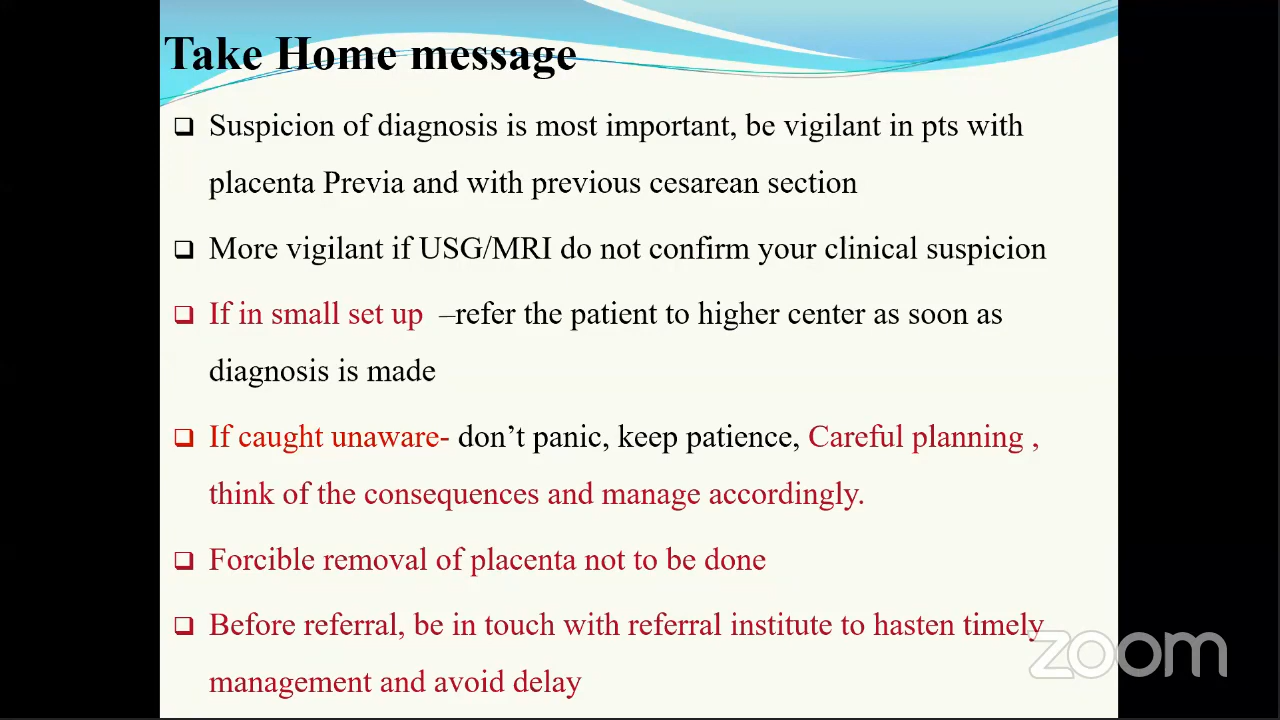 Take Home message
Suspicion of diagnosis is most important, be vigilant in pts with
placenta Previa and with previous cesarean section
More vigilant if USG/MRI do not confirm your clinical suspicion
If in small set up –refer the patient to higher center as soon as
diagnosis is made
If caught unaware- don’t panic, keep patience, Careful planning ,
think of the consequences and manage accordingly.
Forcible removal of placenta not to be done
Before referral, be in touch with referral institute to hasten timely
management and avoid delay
zoom